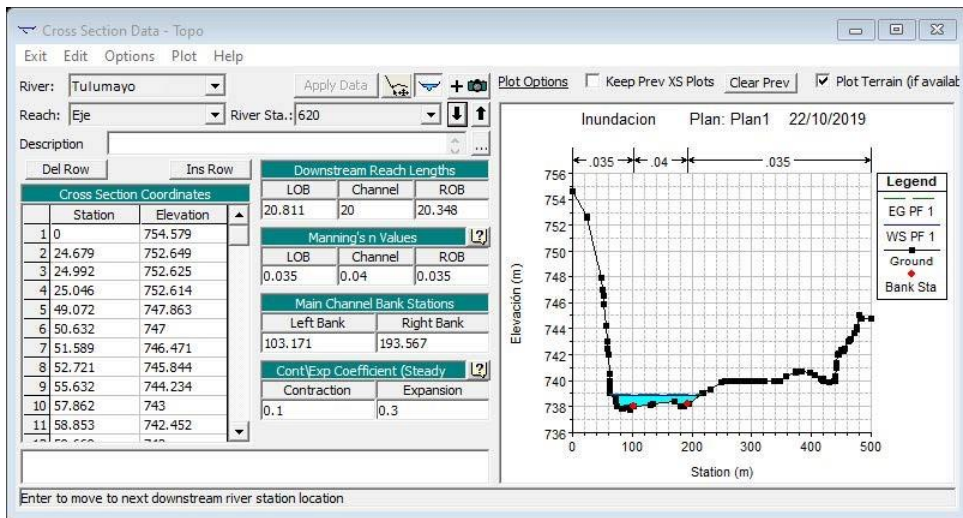 Cross Section Data - Topo
Exit Edit Options Plot Help
River: Tulumayo Apply Data Plot Options Keep Prev XS Plots Clear Prev Plot Terrain (if availab
Reach: Eje River Sta.: 620
Description ...
Del Row Ins Row
Cross Section Coordinates
Station Elevation
1 0 754.579
2 24.679 752.649
3 24.992 752.625
4 25.046 752.614
5 49.072 747.863
6 50.632 747
7 51.589 746.471
8 52.721 745.844
9 55.632 744.234
10 57.862 743
11 58.853 742.452
Downstream Reach Lengths
LOB Channel ROB
20.811 20 20.348
Manning's n Values
LOB Channel ROB
0.035 0.04 0.035
Main Channel Bank Stations
Left Bank Right Bank
103.171 193.567
Cont\Exp Coefficient (Steady
Contraction Expansion
0.1 0.3
Inundacion Plan: Plan1 22/10/2019
.035 .04 .035
756
754
752
750
748
746
744
742
740
738
736
Elevación (m)
0 100 200 300 400 500
Station (m)
Legend
EG PF 1
WS PF 1
Ground
Bank Sta
Enter to move to next downstream river station location